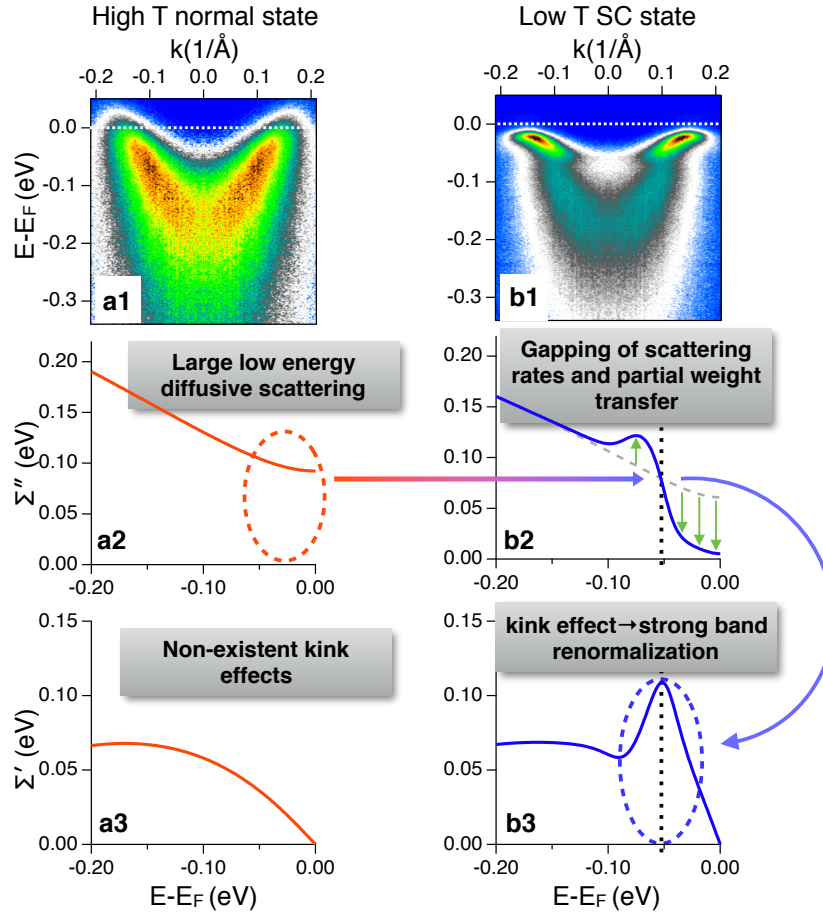 High T normal state
Low T SC state
k(1/Å)
k(1/Å)
-0.2 -0.1 0.0 0.1 0.2
-0.2 -0.1 0.0 0.1 0.2
E-EF (eV)
0.0
-0.1
-0.2
-0.3
a1
0.0
-0.1
-0.2
-0.3
b1
Σ″ (eV)
0.20
0.15
0.10
0.05
0.00
Large low energy
diffusive scattering
a2
-0.20 -0.10 0.00
0.20
0.15
0.10
0.05
0.00
Gapping of scattering
rates and partial weight
transfer
b2
-0.20 -0.10 0.00
Σ′ (eV)
0.15
0.10
0.05
0.00
Non-existent kink
effects
a3
-0.20 -0.10 0.00
E-EF (eV)
0.15
0.10
0.05
0.00
kink effect→strong band
renormalization
b3
-0.20 -0.10 0.00
E-EF (eV)